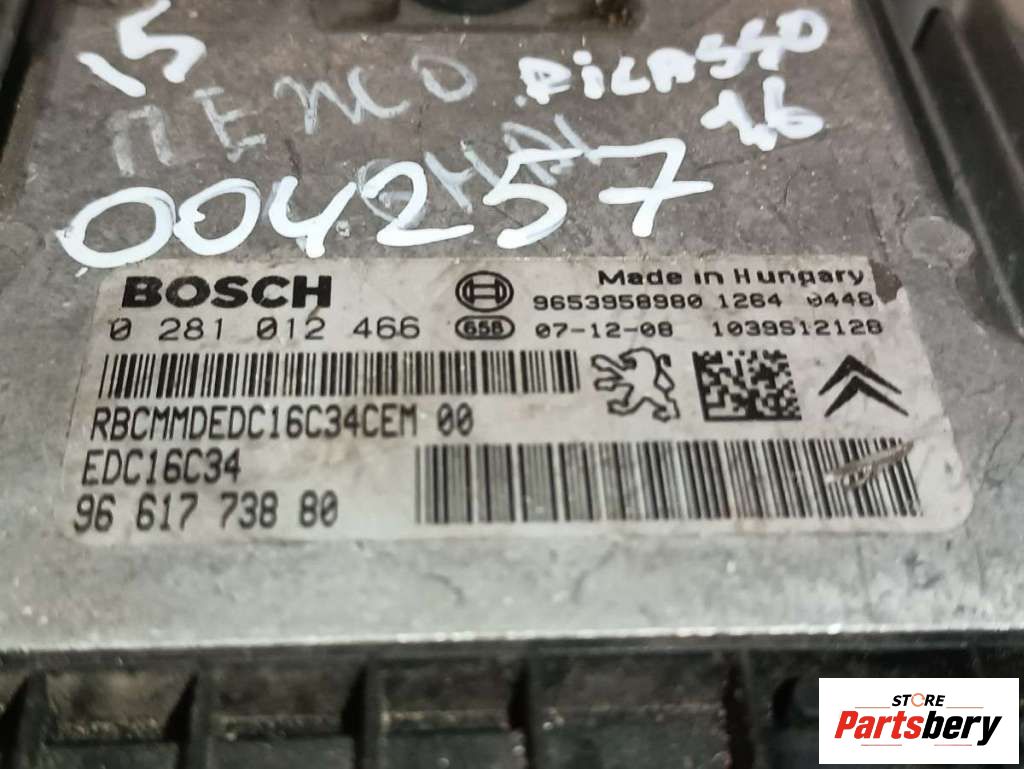 15
ПЕЖО PICASSO
1,6
004257
BOSCH
Made in Hungary
9653958980 1264 0448
0 281 012 466
658
07-12-08 1039S12128
RBCMMDEDC16C34CEM 00
EDC16C34
96 617 738 80
STORE
Partsbery